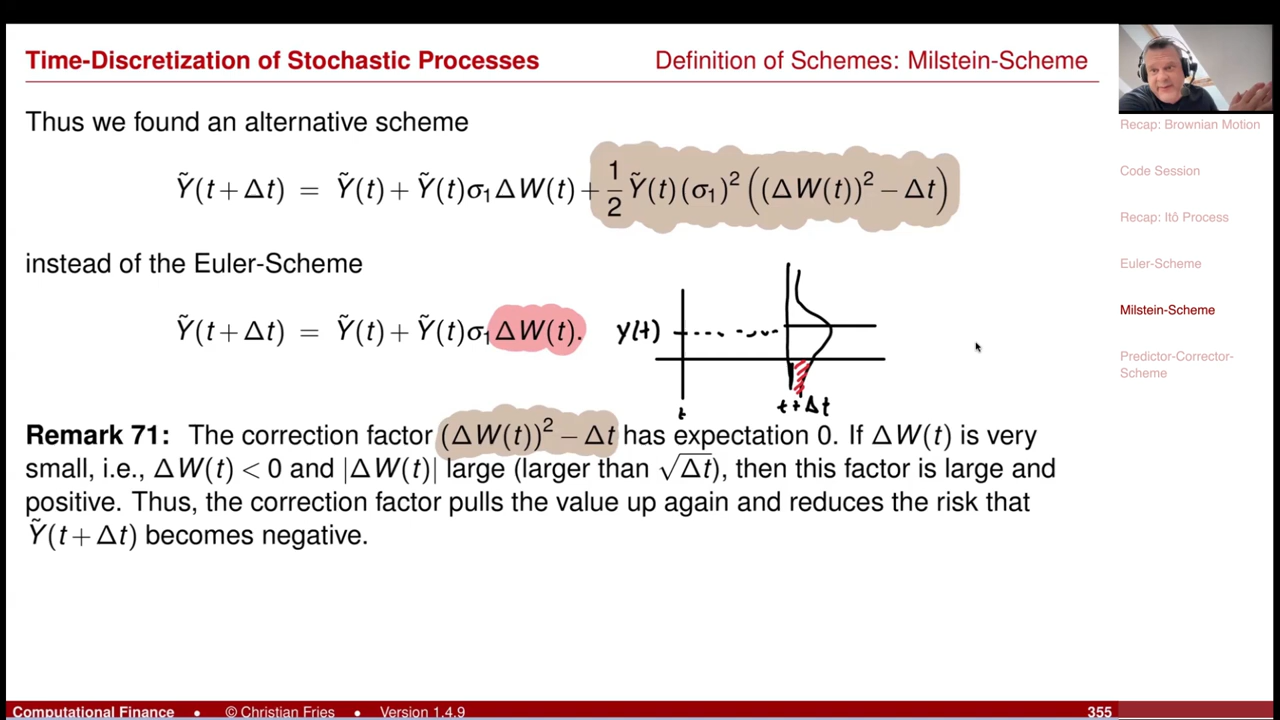 Time-Discretization of Stochastic Processes
Definition of Schemes: Milstein-Scheme
Thus we found an alternative scheme
Ỹ(t+Δt) = Ỹ(t)+Ỹ(t)σ₁ΔW(t)+½Ỹ(t)(σ₁)²((ΔW(t))²−Δt)
instead of the Euler-Scheme
Ỹ(t+Δt) = Ỹ(t)+Ỹ(t)σ₁ΔW(t).
Y(t)
t
t+Δt
Remark 71: The correction factor (ΔW(t))²−Δt has expectation 0. If ΔW(t) is very
small, i.e., ΔW(t)<0 and |ΔW(t)| large (larger than √Δt), then this factor is large and
positive. Thus, the correction factor pulls the value up again and reduces the risk that
Ỹ(t+Δt) becomes negative.
Recap: Brownian Motion
Code Session
Recap: Itô Process
Euler-Scheme
Milstein-Scheme
Predictor-Corrector-
Scheme
Computational Finance • © Christian Fries • Version 1.4.9
355